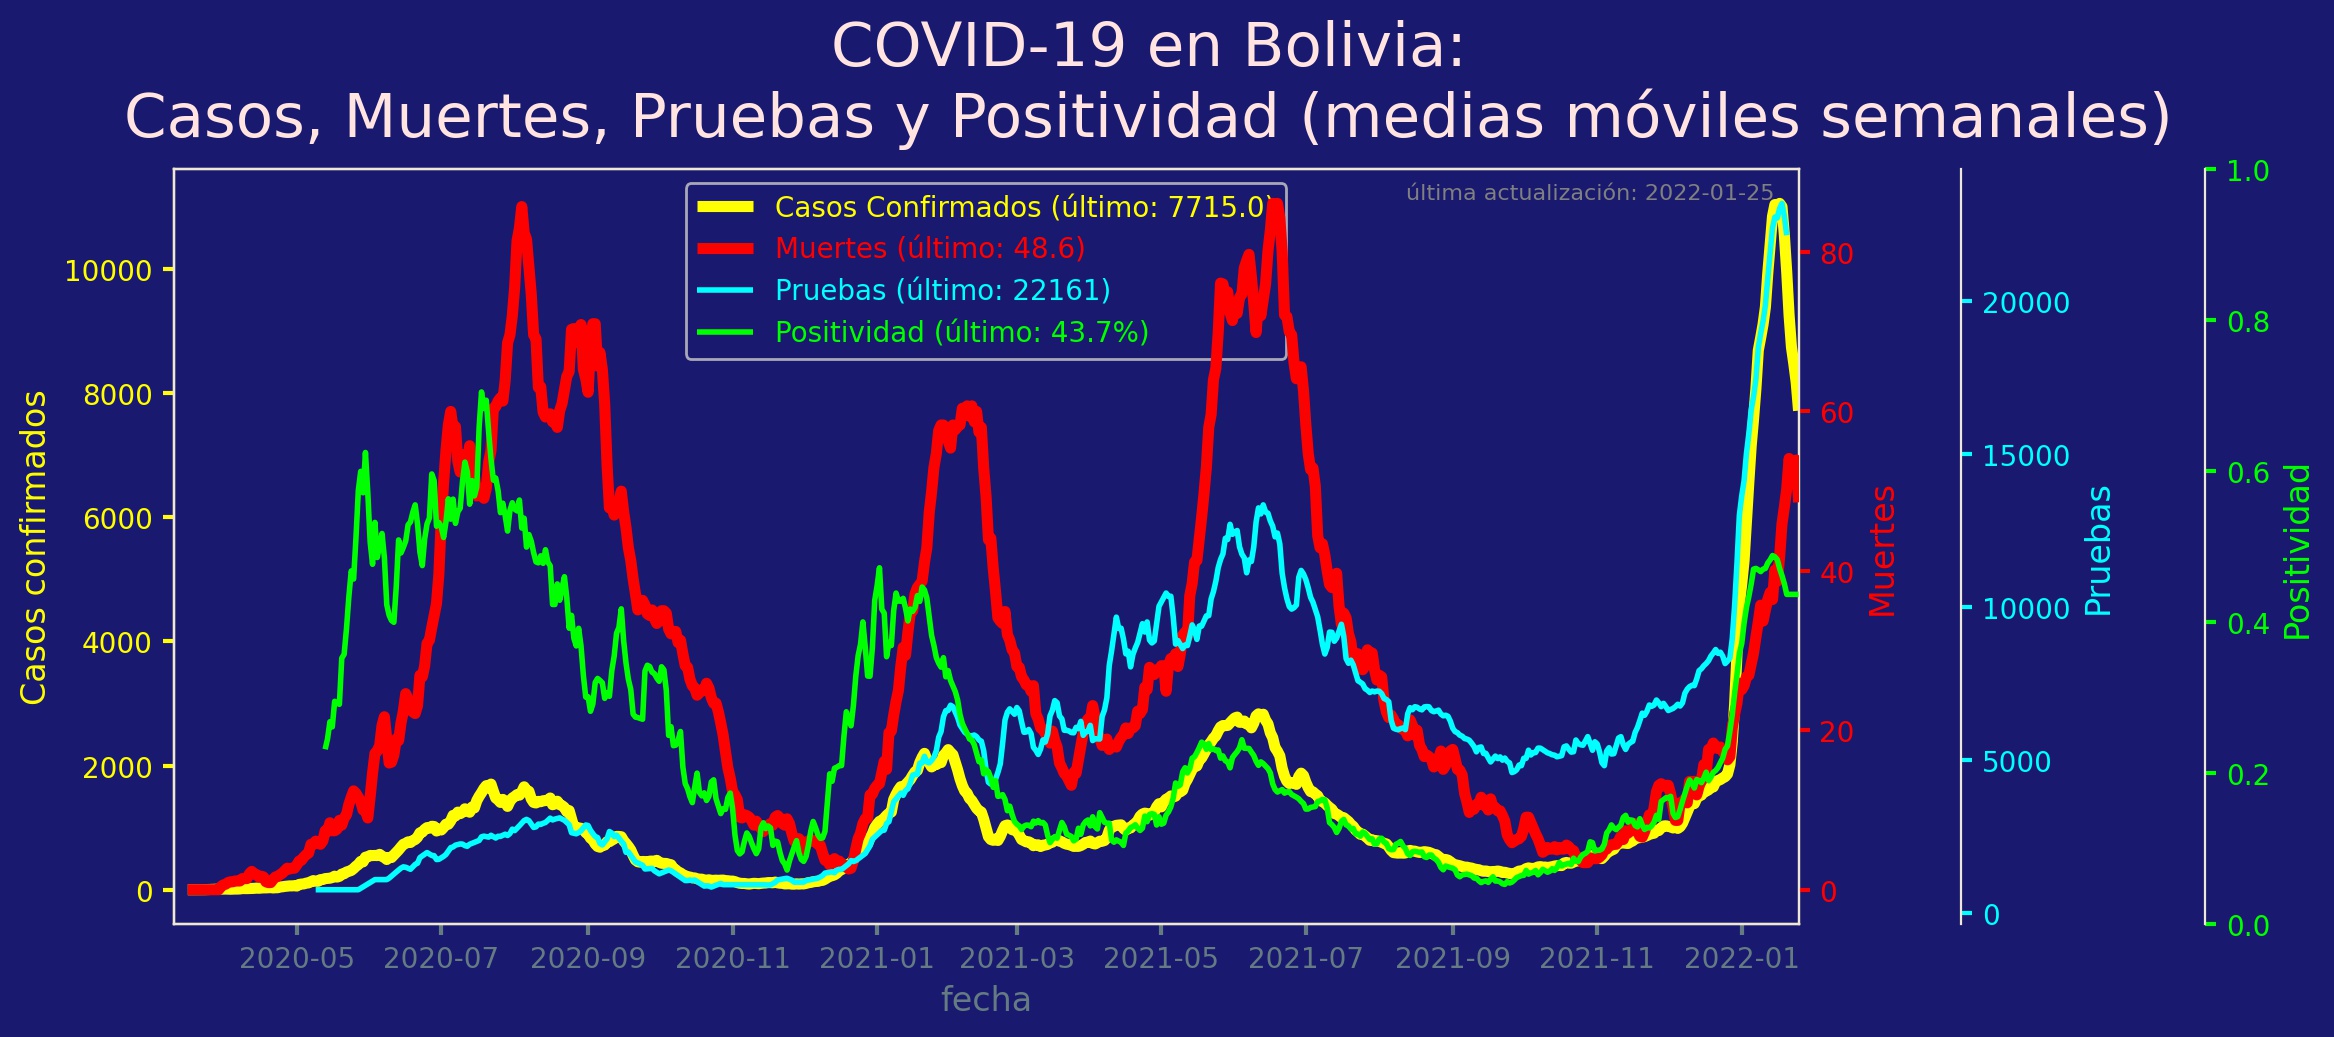 COVID-19 en Bolivia:
Casos, Muertes, Pruebas y Positividad (medias móviles semanales)
última actualización: 2022-01-25
Casos Confirmados (último: 7715.0)
Muertes (último: 48.6)
Pruebas (último: 22161)
Positividad (último: 43.7%)
Casos confirmados
10000
8000
6000
4000
2000
0
2020-05
2020-07
2020-09
2020-11
2021-01
2021-03
2021-05
2021-07
2021-09
2021-11
2022-01
fecha
80
60
40
20
0
Muertes
20000
15000
10000
5000
0
Pruebas
1.0
0.8
0.6
0.4
0.2
0.0
Positividad